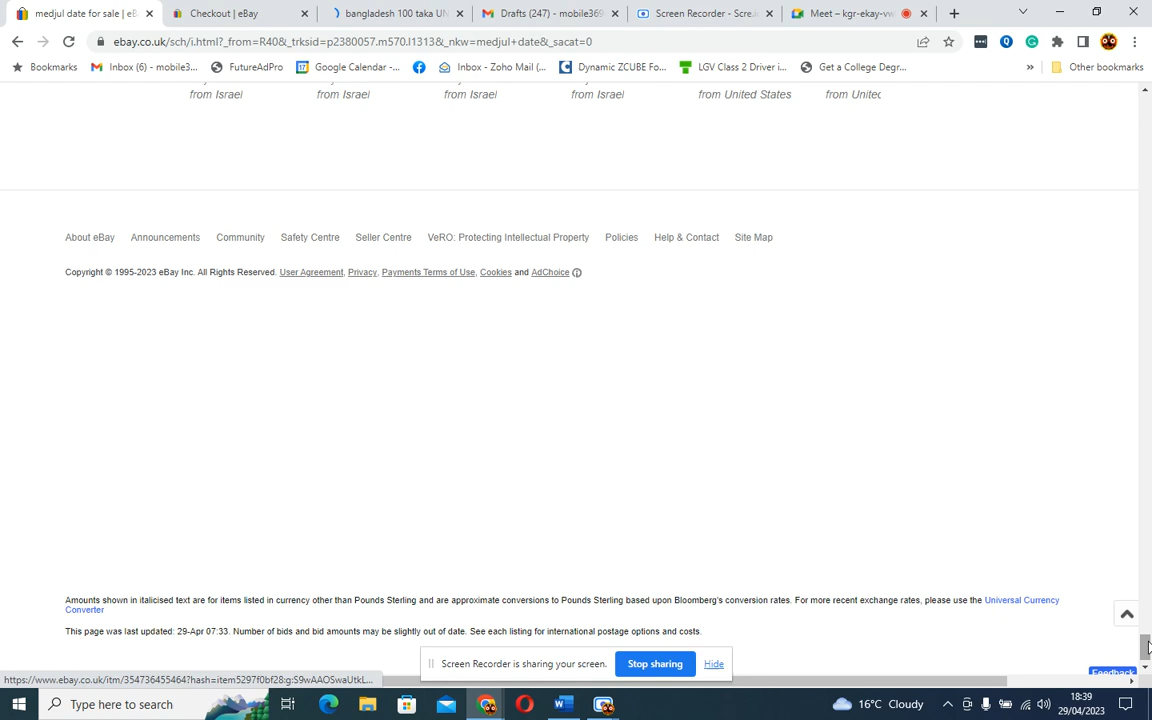 medjul date for sale | eB
Checkout | eBay
bangladesh 100 taka UN
Drafts (247) - mobile369
Screen Recorder - Scre
Meet – kgr-ekay-vw
ebay.co.uk/sch/i.html?_from=R40&_trksid=p2380057.m570.l1313&_nkw=medjul+date&_sacat=0
Bookmarks
Inbox (6) - mobile3...
FutureAdPro
Google Calendar -...
Inbox - Zoho Mail (...
Dynamic ZCUBE Fo...
LGV Class 2 Driver i...
Get a College Degr...
»
Other bookmarks
from Israel
from Israel
from Israel
from Israel
from United States
from United
About eBay
Announcements
Community
Safety Centre
Seller Centre
VeRO: Protecting Intellectual Property
Policies
Help & Contact
Site Map
Copyright © 1995-2023 eBay Inc. All Rights Reserved. User Agreement, Privacy, Payments Terms of Use, Cookies and AdChoice
Amounts shown in italicised text are for items listed in currency other than Pounds Sterling and are approximate conversions to Pounds Sterling based upon Bloomberg's conversion rates. For more recent exchange rates, please use the Universal Currency
Converter
This page was last updated: 29-Apr 07:33. Number of bids and bid amounts may be slightly out of date. See each listing for international postage options and costs.
Screen Recorder is sharing your screen.
Stop sharing
Hide
Feedback
https://www.ebay.co.uk/itm/354736455464?hash=item5297f0bf28:g:S9wAAOSwaUtkL...
Type here to search
16°C Cloudy
18:39
29/04/2023